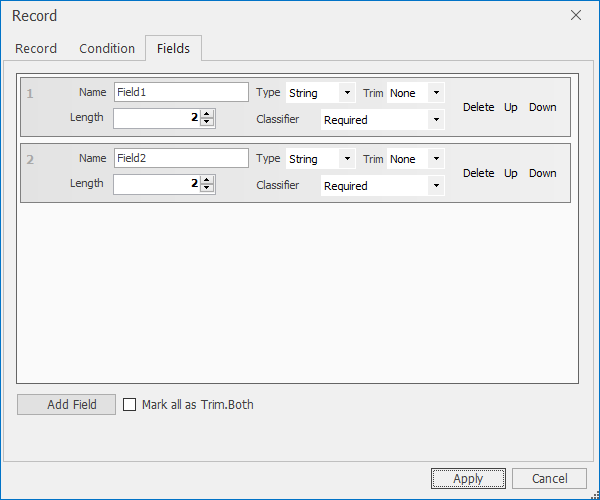 Record
Record Condition Fields
1 Name Field1 Type String Trim None Delete Up Down
Length 2 Classifier Required
2 Name Field2 Type String Trim None Delete Up Down
Length 2 Classifier Required
Add Field Mark all as Trim.Both
Apply Cancel